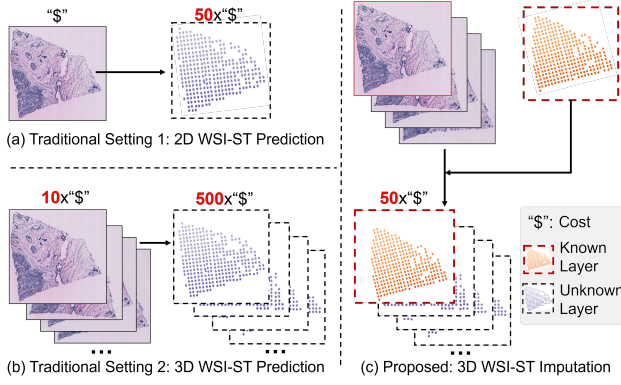 “$”
50x“$”
(a) Traditional Setting 1: 2D WSI-ST Prediction
10x“$”
500x“$”
...
...
(b) Traditional Setting 2: 3D WSI-ST Prediction
50x“$”
“$”: Cost
Known
Layer
Unknown
Layer
...
(c) Proposed: 3D WSI-ST Imputation